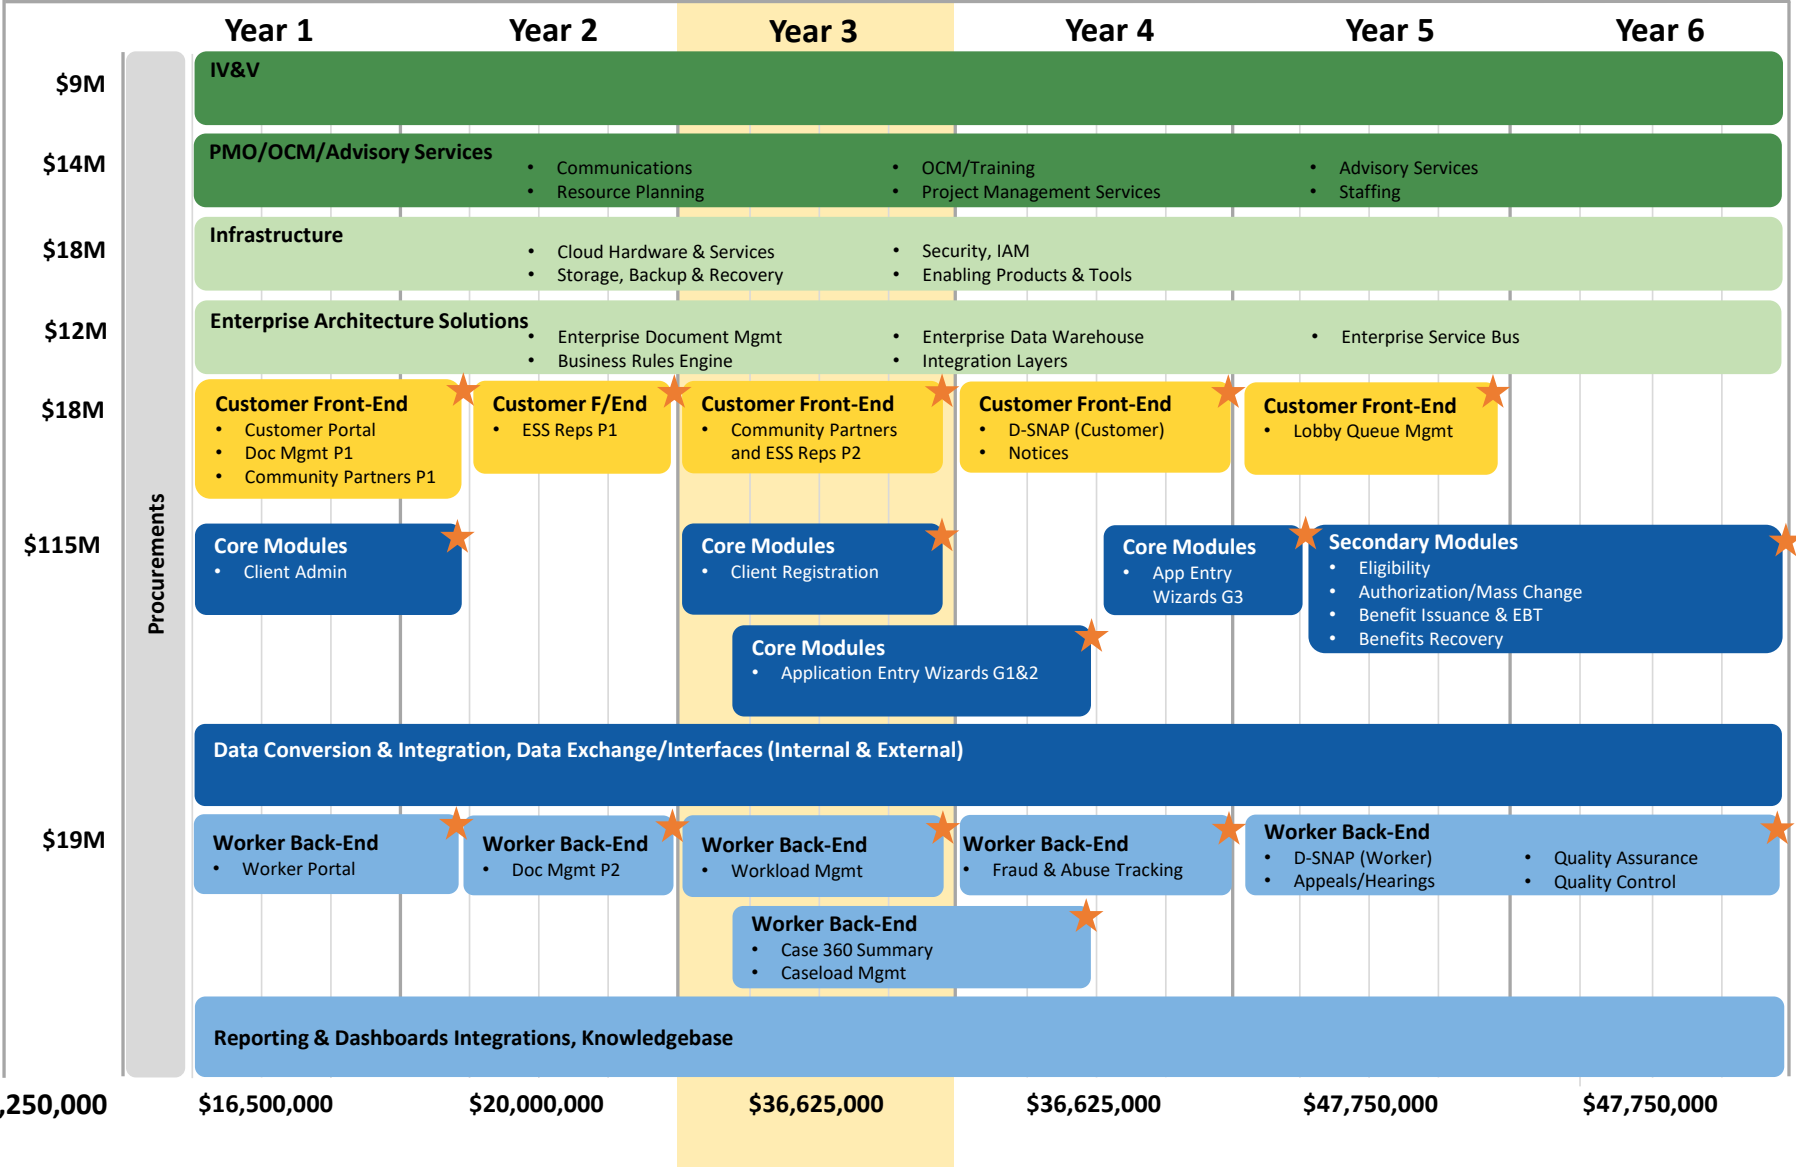 Year 1
Year 2
Year 3
Year 4
Year 5
Year 6
Procurements
$9M
IV&V
$14M
PMO/OCM/Advisory Services
• Communications
• Resource Planning
• OCM/Training
• Project Management Services
• Advisory Services
• Staffing
$18M
Infrastructure
• Cloud Hardware & Services
• Storage, Backup & Recovery
• Security, IAM
• Enabling Products & Tools
$12M
Enterprise Architecture Solutions
• Enterprise Document Mgmt
• Business Rules Engine
• Enterprise Data Warehouse
• Integration Layers
• Enterprise Service Bus
$18M
Customer Front-End
• Customer Portal
• Doc Mgmt P1
• Community Partners P1
Customer F/End
• ESS Reps P1
Customer Front-End
• Community Partners
and ESS Reps P2
Customer Front-End
• D-SNAP (Customer)
• Notices
Customer Front-End
• Lobby Queue Mgmt
$115M
Core Modules
• Client Admin
Core Modules
• Client Registration
Core Modules
• App Entry
Wizards G3
Secondary Modules
• Eligibility
• Authorization/Mass Change
• Benefit Issuance & EBT
• Benefits Recovery
Core Modules
• Application Entry Wizards G1&2
Data Conversion & Integration, Data Exchange/Interfaces (Internal & External)
$19M
Worker Back-End
• Worker Portal
Worker Back-End
• Doc Mgmt P2
Worker Back-End
• Workload Mgmt
Worker Back-End
• Fraud & Abuse Tracking
Worker Back-End
• D-SNAP (Worker)
• Appeals/Hearings
• Quality Assurance
• Quality Control
Worker Back-End
• Case 360 Summary
• Caseload Mgmt
Reporting & Dashboards Integrations, Knowledgebase
,250,000
$16,500,000
$20,000,000
$36,625,000
$36,625,000
$47,750,000
$47,750,000